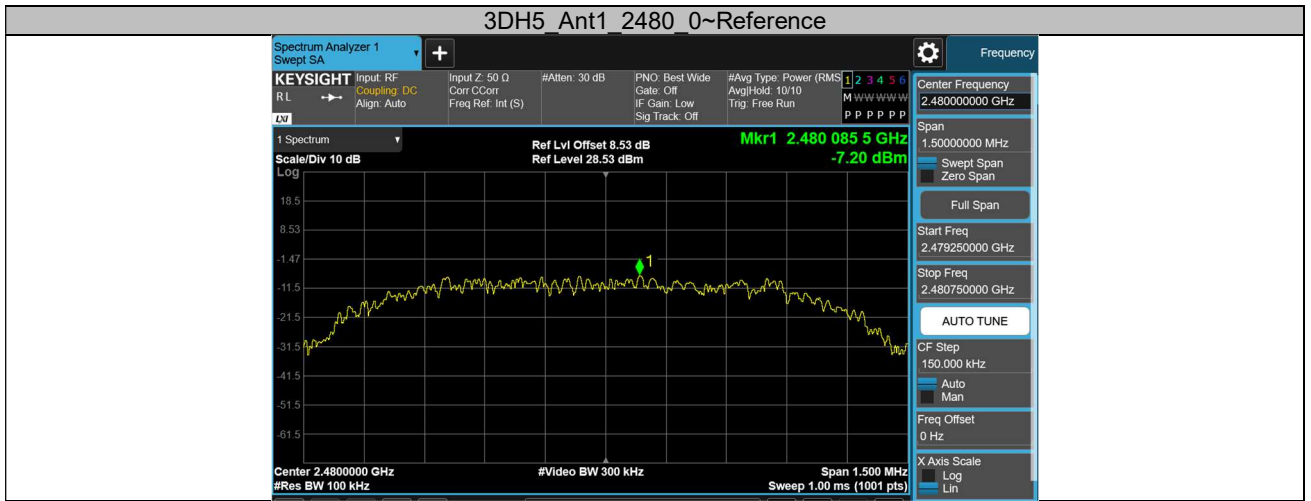 3DH5_Ant1_2480_0~Reference
Spectrum Analyzer 1
Swept SA
+
Frequency
KEYSIGHT
RL
LXI
Input: RF
Coupling: DC
Align: Auto
Input Z: 50 Ω
Corr CCorr
Freq Ref: Int (S)
#Atten: 30 dB
PNO: Best Wide
Gate: Off
IF Gain: Low
Sig Track: Off
#Avg Type: Power (RMS
Avg|Hold: 10/10
Trig: Free Run
1 2 3 4 5 6
M W W W W W
P P P P P P
1 Spectrum
Scale/Div 10 dB
Ref Lvl Offset 8.53 dB
Ref Level 28.53 dBm
Mkr1 2.480 085 5 GHz
-7.20 dBm
Log
18.5
8.53
-1.47
-11.5
-21.5
-31.5
-41.5
-51.5
-61.5
1
Center 2.4800000 GHz
#Res BW 100 kHz
#Video BW 300 kHz
Span 1.500 MHz
Sweep 1.00 ms (1001 pts)
Center Frequency
2.480000000 GHz
Span
1.50000000 MHz
Swept Span
Zero Span
Full Span
Start Freq
2.479250000 GHz
Stop Freq
2.480750000 GHz
AUTO TUNE
CF Step
150.000 kHz
Auto
Man
Freq Offset
0 Hz
X Axis Scale
Log
Lin